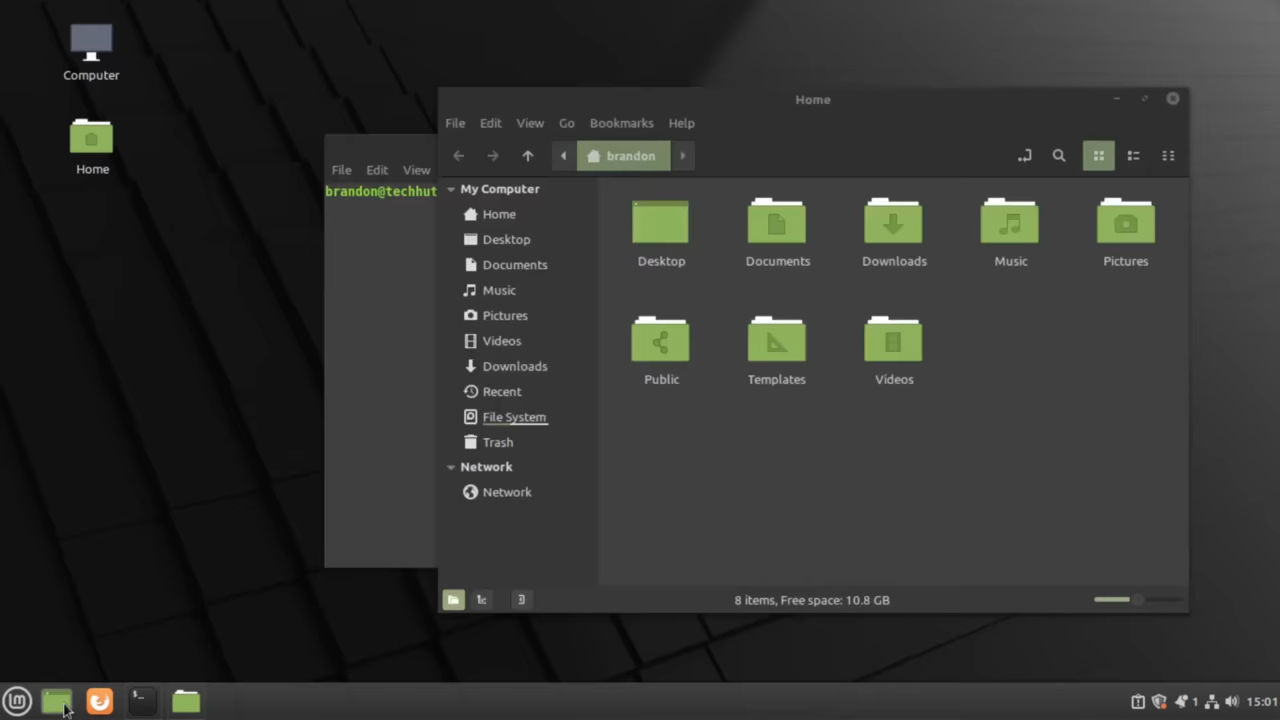 Computer
Home
Home
File Edit View Go Bookmarks Help
brandon
File Edit View
brandon@techhut
My Computer
Home
Desktop
Documents
Music
Pictures
Videos
Downloads
Recent
File System
Trash
Network
Network
Desktop Documents Downloads Music Pictures
Public Templates Videos
8 items, Free space: 10.8 GB
1 15:01